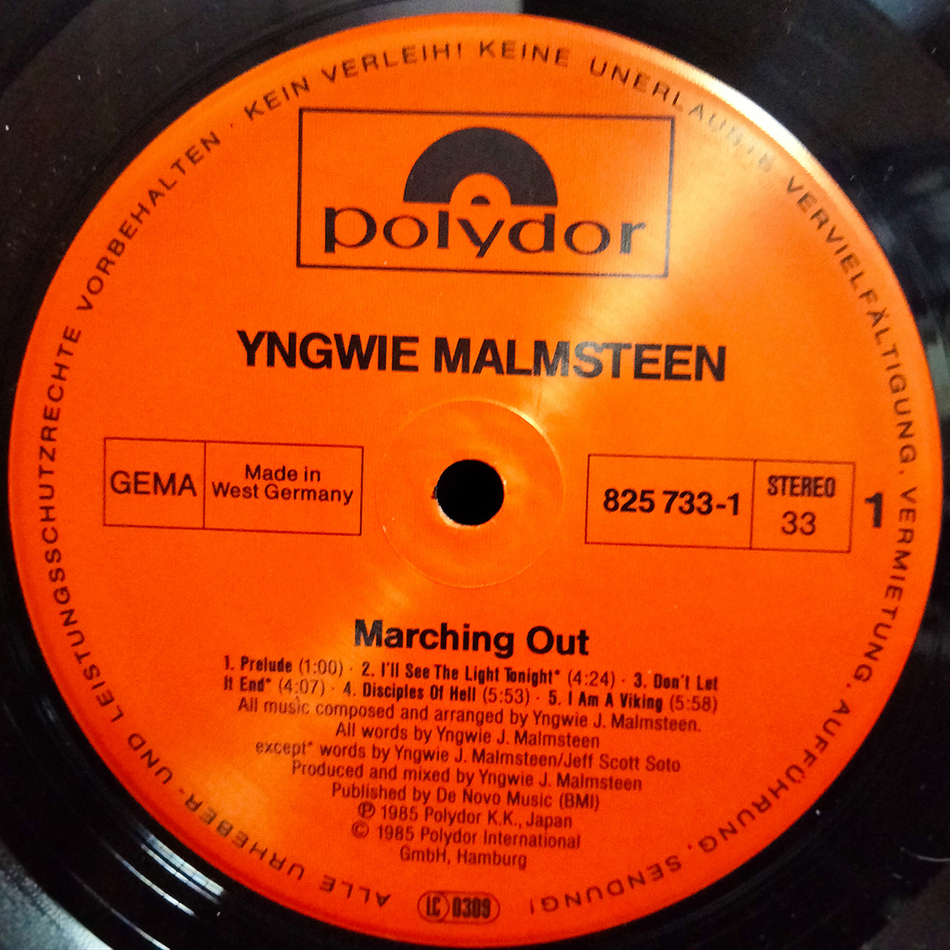 ALLE URHEBER- UND LEISTUNGSSCHUTZRECHTE VORBEHALTEN · KEIN VERLEIH! KEINE UNERLAUBTE VERVIELFÄLTIGUNG, VERMIETUNG, AUFFÜHRUNG, SENDUNG!
polydor
YNGWIE MALMSTEEN
GEMA
Made in
West Germany
825 733-1
STEREO
33
1
Marching Out
1. Prelude (1:00) · 2. I'll See The Light Tonight* (4:24) · 3. Don't Let
It End* (4:07) · 4. Disciples Of Hell (5:53) · 5. I Am A Viking (5:58)
All music composed and arranged by Yngwie J. Malmsteen.
All words by Yngwie J. Malmsteen
except* words by Yngwie J. Malmsteen/Jeff Scott Soto
Produced and mixed by Yngwie J. Malmsteen
Published by De Novo Music (BMI)
℗ 1985 Polydor K.K., Japan
© 1985 Polydor International
GmbH, Hamburg
LC 0309